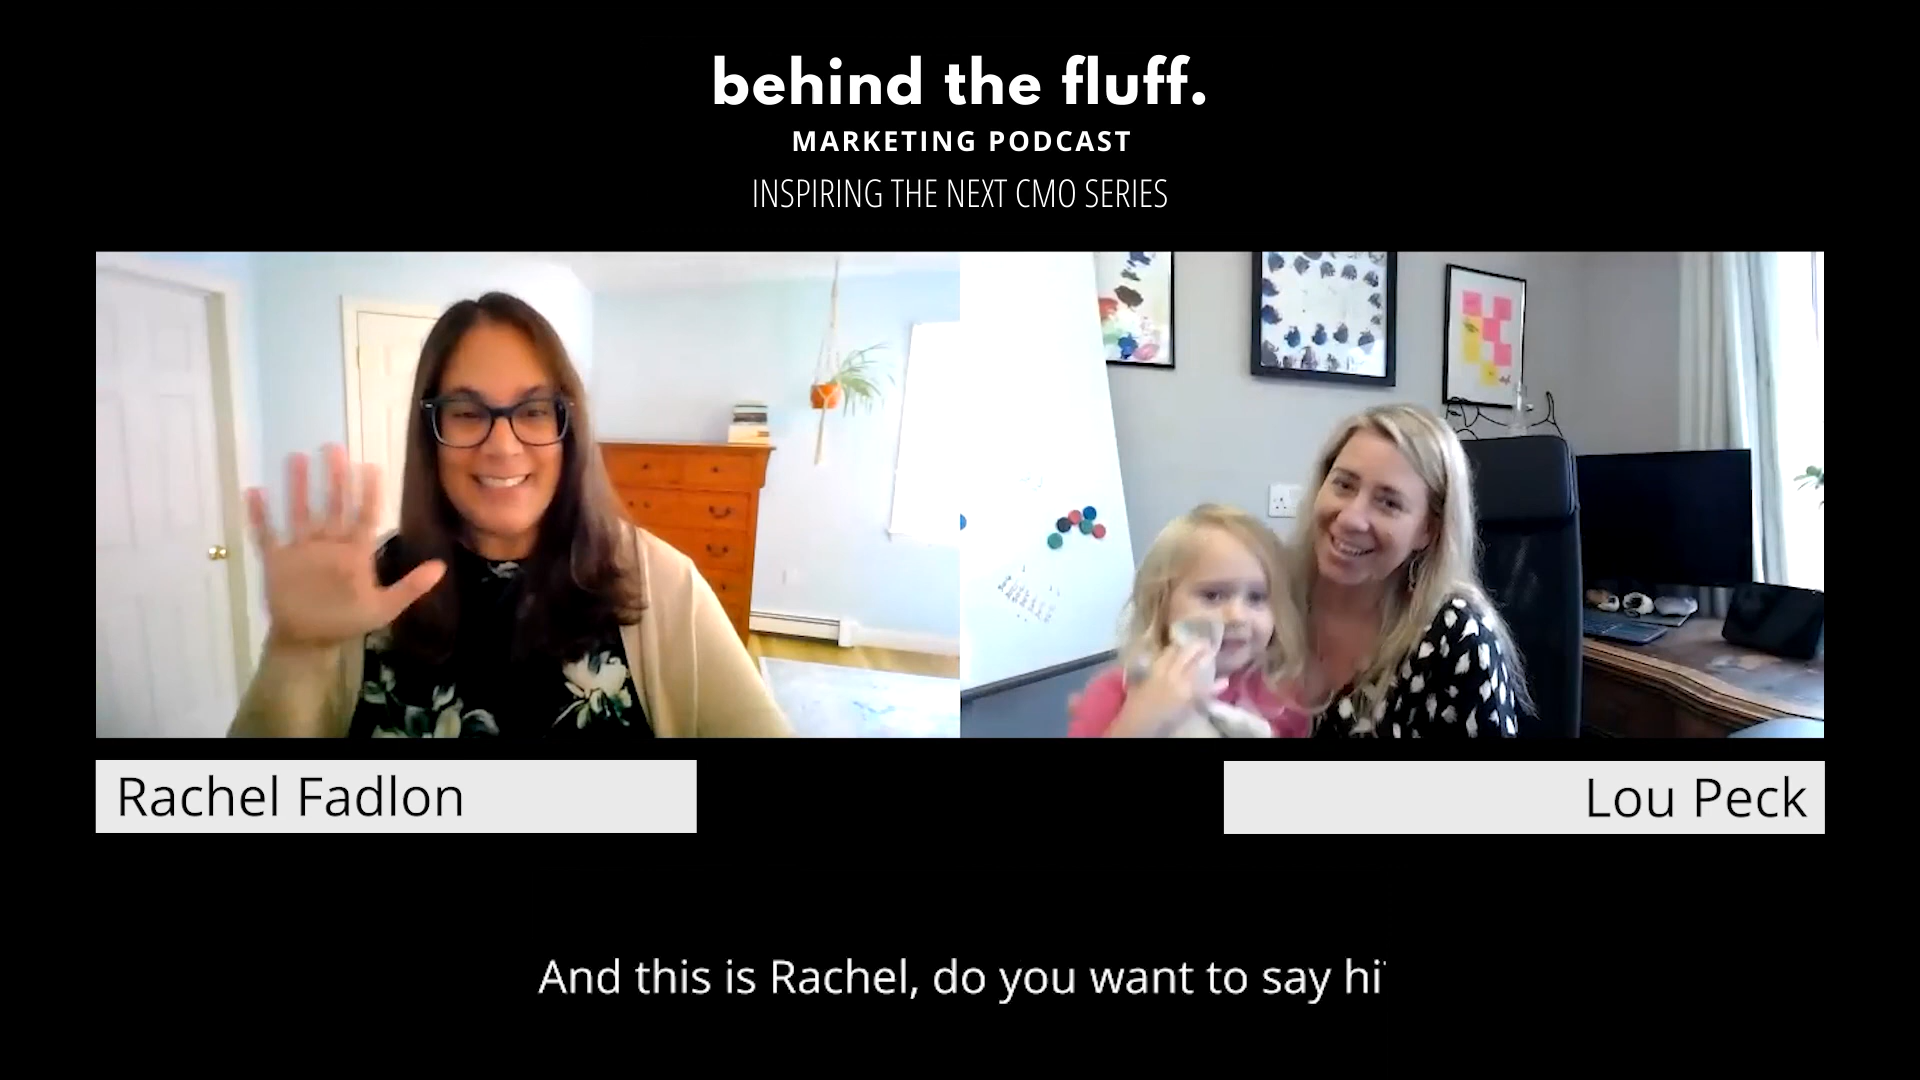 behind the fluff.
MARKETING PODCAST
INSPIRING THE NEXT CMO SERIES
Rachel Fadlon
Lou Peck
And this is Rachel, do you want to say hi